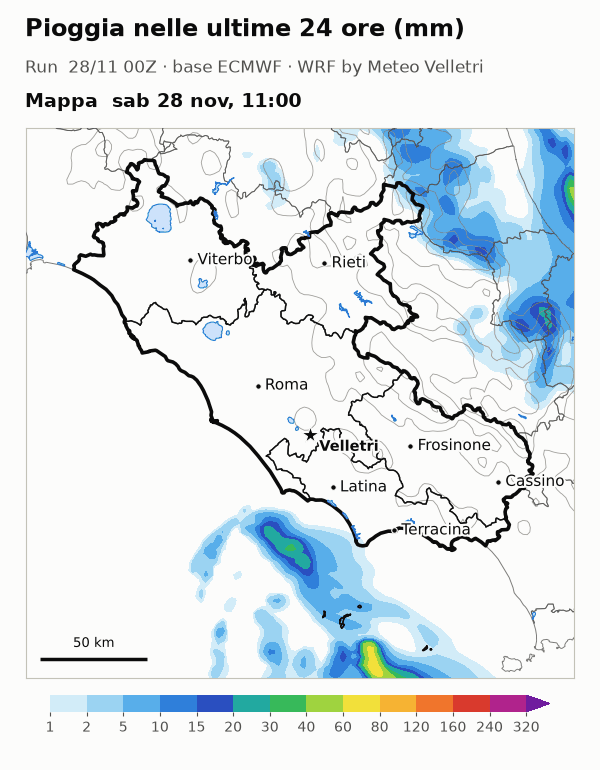 Pioggia nelle ultime 24 ore (mm)
Run 28/11 00Z · base ECMWF · WRF by Meteo Velletri
Mappa sab 28 nov, 11:00
Viterbo
Rieti
Roma
Velletri
Frosinone
Latina
Cassino
Terracina
50 km
1 2 5 10 15 20 30 40 60 80 120 160 240 320